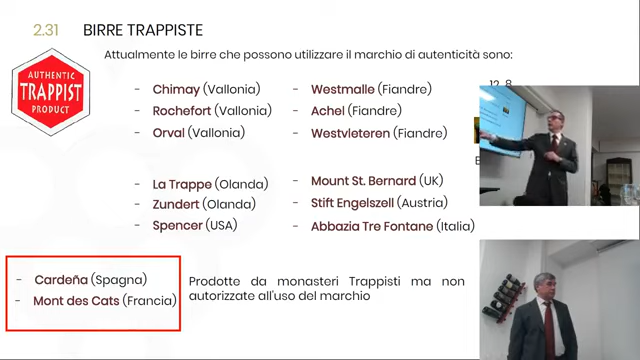 2.31 BIRRE TRAPPISTE
Attualmente le birre che possono utilizzare il marchio di autenticità sono:
AUTHENTIC
TRAPPIST
PRODUCT
- Chimay (Vallonia)
- Rochefort (Vallonia)
- Orval (Vallonia)
- Westmalle (Fiandre)
- Achel (Fiandre)
- Westvleteren (Fiandre)
- La Trappe (Olanda)
- Zundert (Olanda)
- Spencer (USA)
- Mount St. Bernard (UK)
- Stift Engelszell (Austria)
- Abbazia Tre Fontane (Italia)
- Cardeña (Spagna)
- Mont des Cats (Francia)
Prodotte da monasteri Trappisti ma non
autorizzate all'uso del marchio